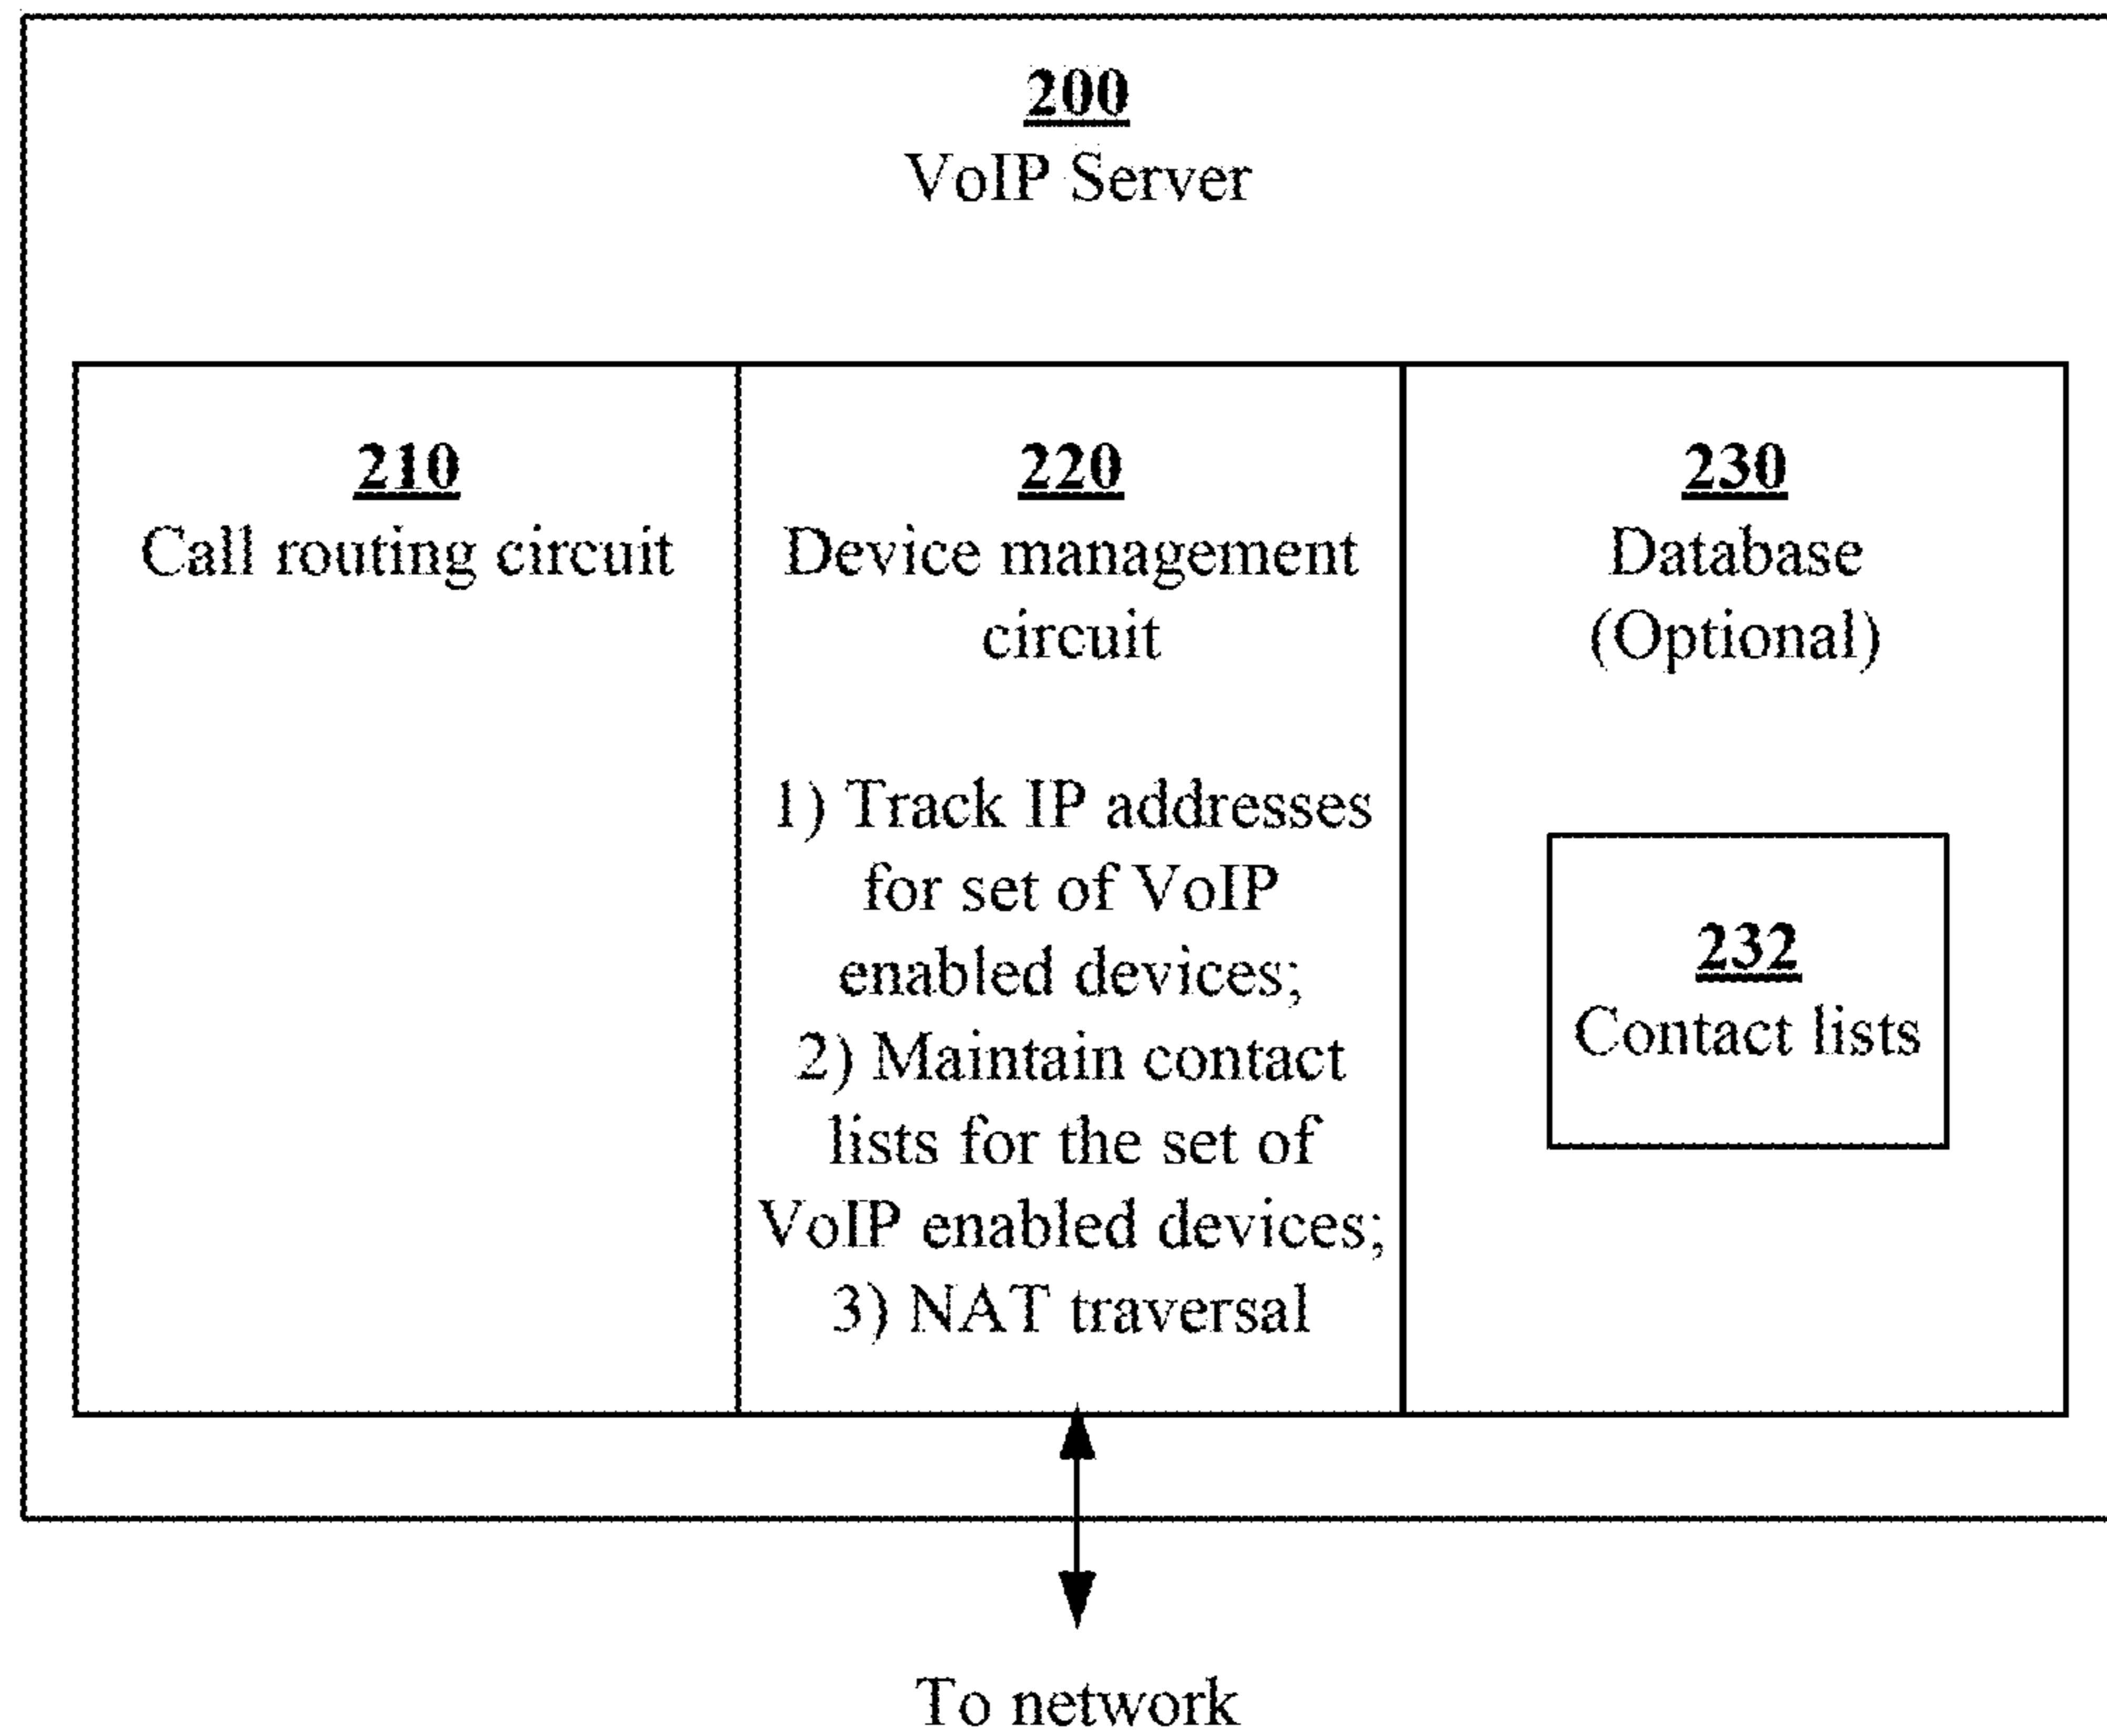 200
VoIP Server
210
Call routing circuit
220
Device management
circuit
1) Track IP addresses
for set of VoIP
enabled devices;
2) Maintain contact
lists for the set of
VoIP enabled devices;
3) NAT traversal
230
Database
(Optional)
232
Contact lists
To network